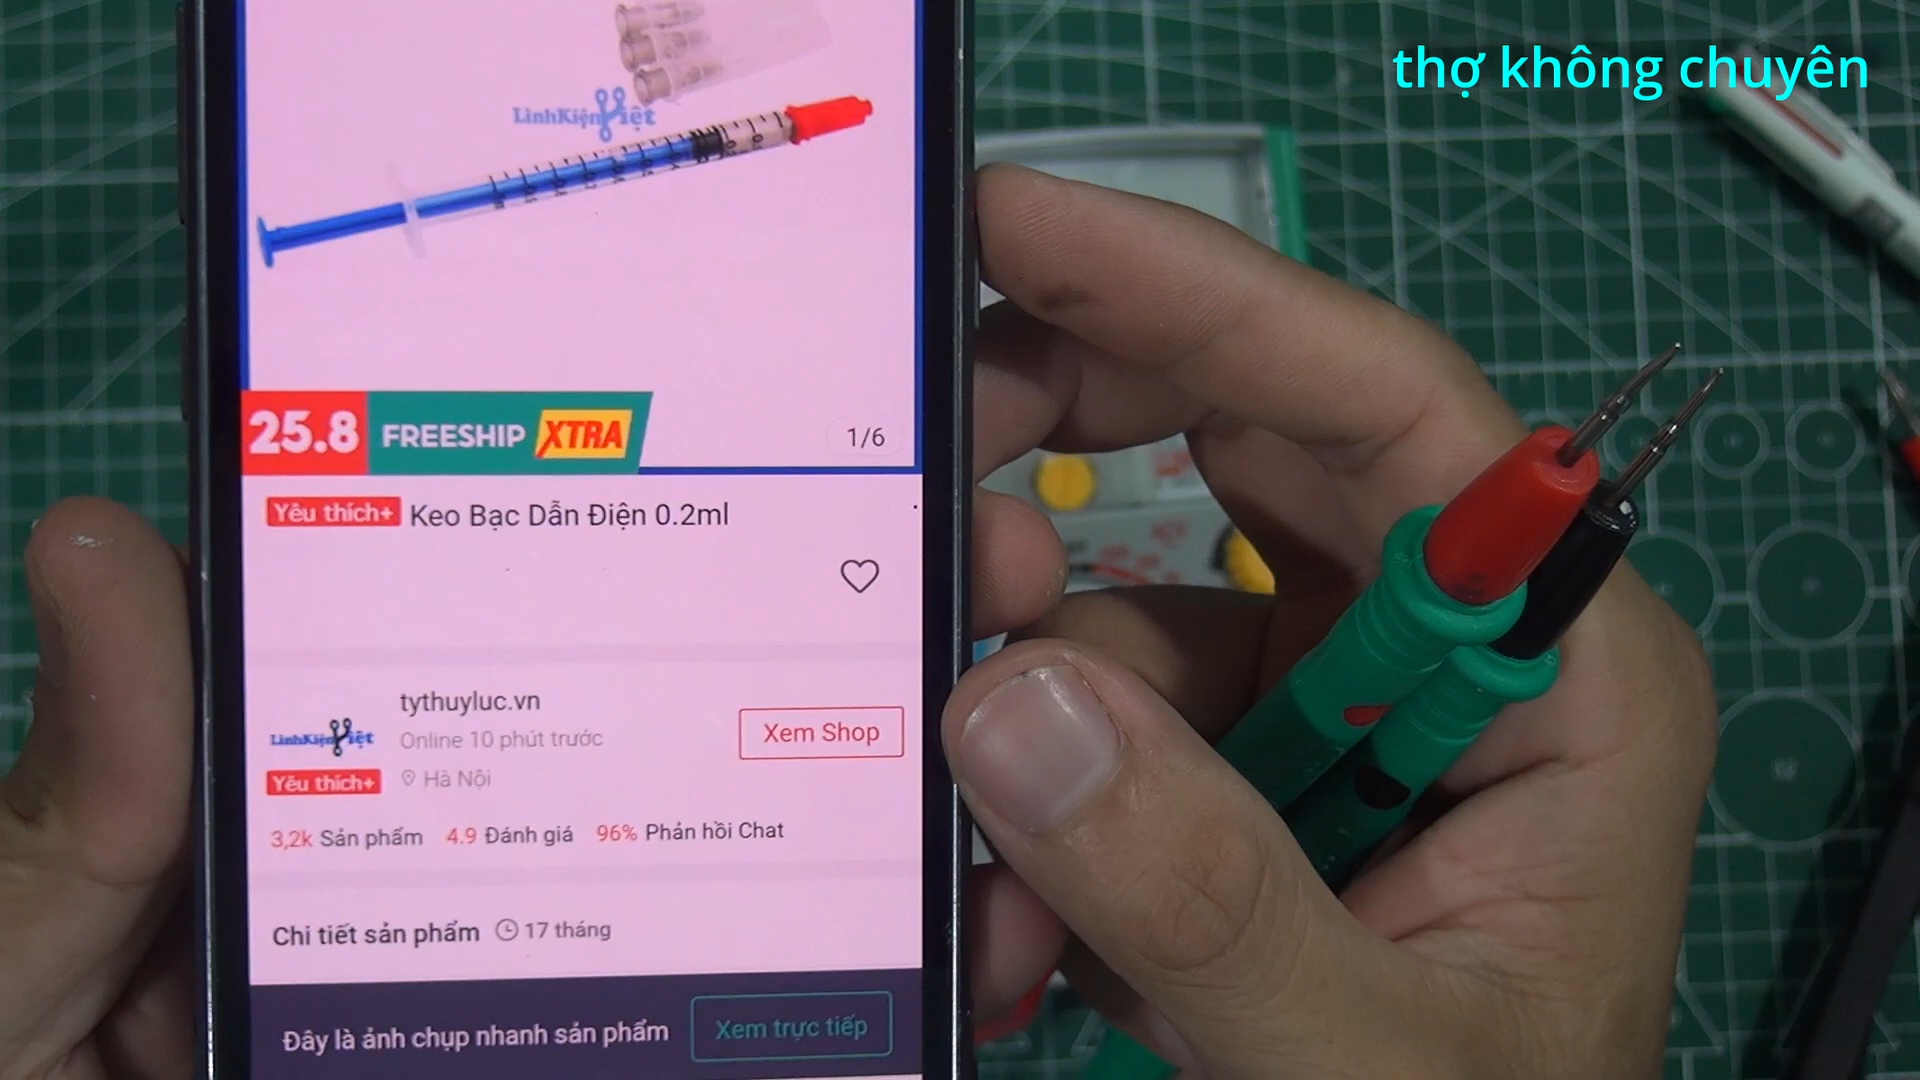 thợ không chuyên
LinhKiệnViệt
25.8 FREESHIP XTRA
1/6
Yêu thích+ Keo Bạc Dẫn Điện 0.2ml
tythuyluc.vn
LinhKiệnViệt
Online 10 phút trước
Xem Shop
Yêu thích+
Hà Nội
3,2k Sản phẩm 4.9 Đánh giá 96% Phản hồi Chat
Chi tiết sản phẩm 17 tháng
Đây là ảnh chụp nhanh sản phẩm
Xem trực tiếp